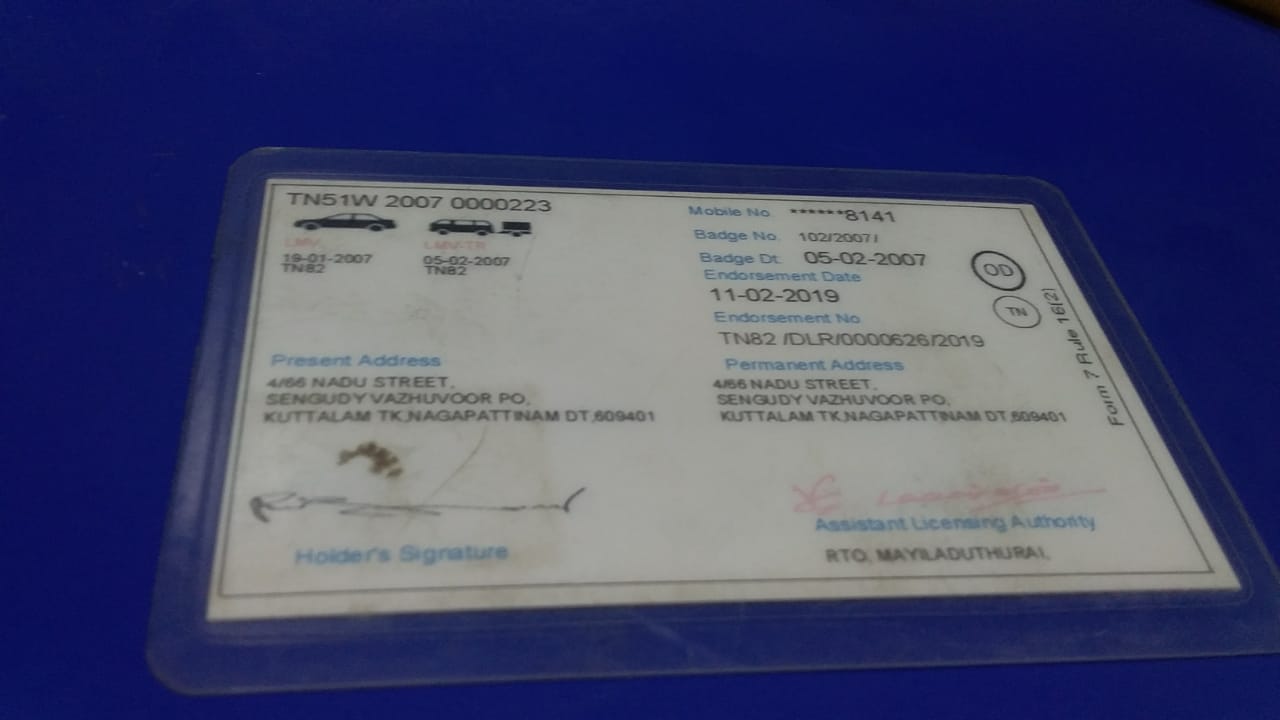 TN51W 2007 0000223
LMV
19-01-2007
TN82
LMV-TR
05-02-2007
TN82
Mobile No. ******8141
Badge No. 102/2007/
Badge Dt. 05-02-2007
Endorsement Date
11-02-2019
Endorsement No
TN82 /DLR/0000626/2019
OD
TN
Form 7 Rule 16(2)
Present Address
4/66 NADU STREET,
SENGUDY VAZHUVOOR PO,
KUTTALAM TK,NAGAPATTINAM DT,609401
Permanent Address
4/66 NADU STREET,
SENGUDY VAZHUVOOR PO,
KUTTALAM TK,NAGAPATTINAM DT,609401
Holder's Signature
Assistant Licensing Authority
RTO, MAYILADUTHURAI.